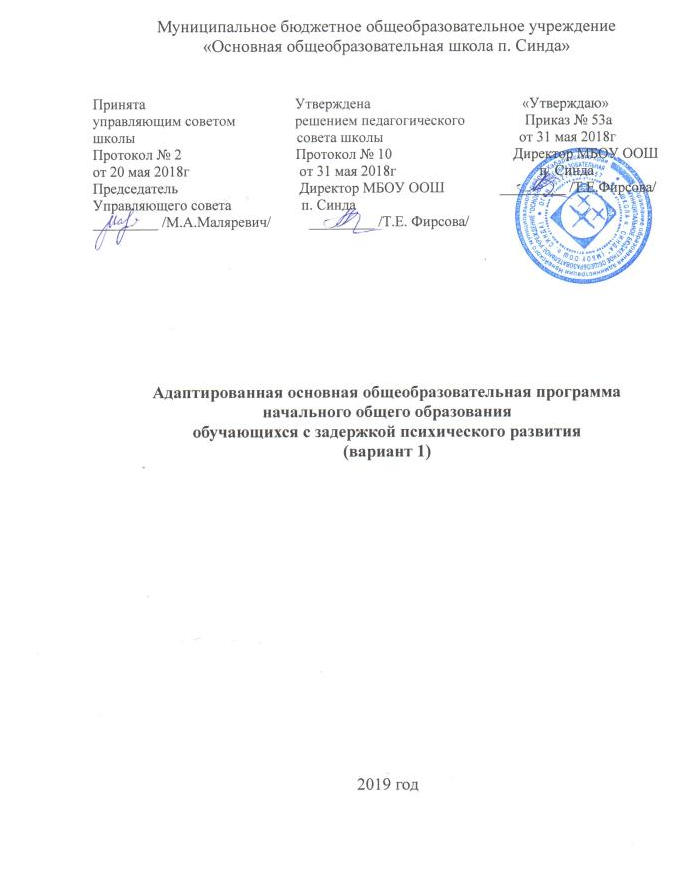 Муниципальное бюджетное общеобразовательное учреждение
«Основная общеобразовательная школа п. Синда»
Принята
управляющим советом
школы
Протокол № 2
от 20 мая 2018г
Председатель
Управляющего совета
/М.А.Маляревич/
Утверждена
решением педагогического
совета школы
Протокол № 10
от 31 мая 2018г
Директор МБОУ ООШ
п. Синда
/Т.Е. Фирсова/
«Утверждаю»
Приказ № 53а
от 31 мая 2018г
Директор МБОУ ООШ
п. Синда
/Т.Е.Фирсова/
Адаптированная основная общеобразовательная программа
начального общего образования
обучающихся с задержкой психического развития
(вариант 1)
2019 год